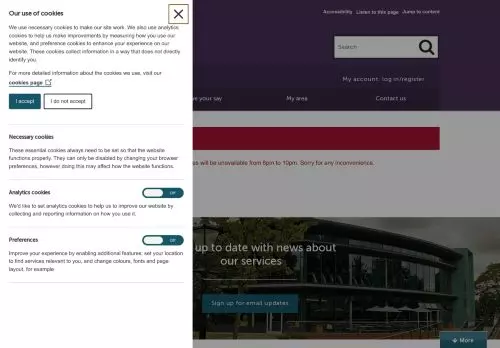 Our use of cookies
We use necessary cookies to make our site work. We also use analytics
cookies to help us make improvements by measuring how you use our
website, and preference cookies to enhance your experience on our
website. These cookies collect information in a way that does not directly
identify you.
For more detailed information about the cookies we use, visit our
cookies page
I accept
I do not accept
Necessary cookies
These essential cookies always need to be set so that the website
functions properly. They can only be disabled by changing your browser
preferences, however doing this may affect how the website functions.
Analytics cookies
We'd like to set analytics cookies to help us to improve our website by
collecting and reporting information on how you use it.
Preferences
Improve your experience by enabling additional features; set your location
to find services relevant to you, and change colours, fonts and page
layout, for example
Accessibility Listen to this page Jump to content
Search
My account: log in/register
your say My area Contact us
will be unavailable from 6pm to 10pm. Sorry for any inconvenience.
up to date with news about
our services
Sign up for email updates
More